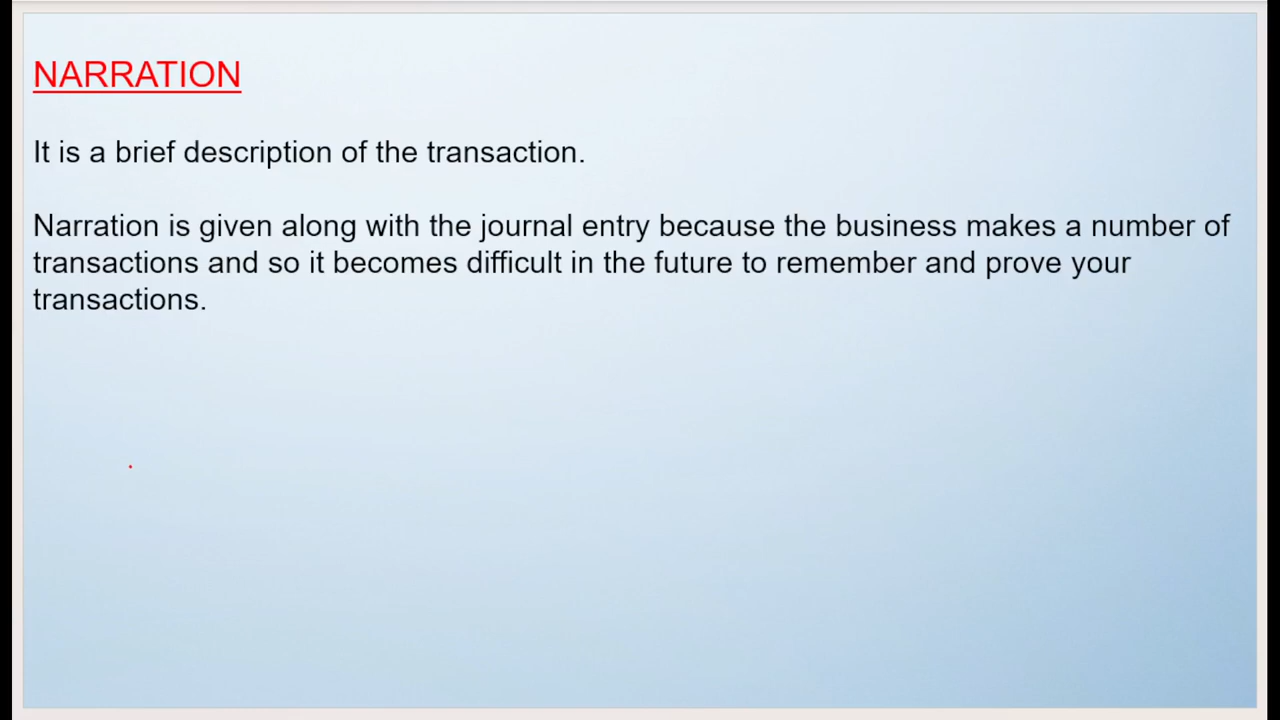 NARRATION
It is a brief description of the transaction.
Narration is given along with the journal entry because the business makes a number of
transactions and so it becomes difficult in the future to remember and prove your
transactions.